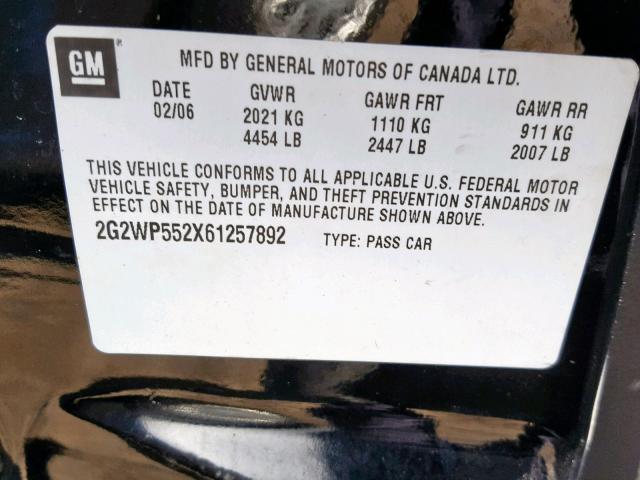 GM
MFD BY GENERAL MOTORS OF CANADA LTD.
DATE GVWR GAWR FRT GAWR RR
02/06 2021 KG 1110 KG 911 KG
4454 LB 2447 LB 2007 LB
THIS VEHICLE CONFORMS TO ALL APPLICABLE U.S. FEDERAL MOTOR
VEHICLE SAFETY, BUMPER, AND THEFT PREVENTION STANDARDS IN
EFFECT ON THE DATE OF MANUFACTURE SHOWN ABOVE.
2G2WP552X61257892 TYPE: PASS CAR